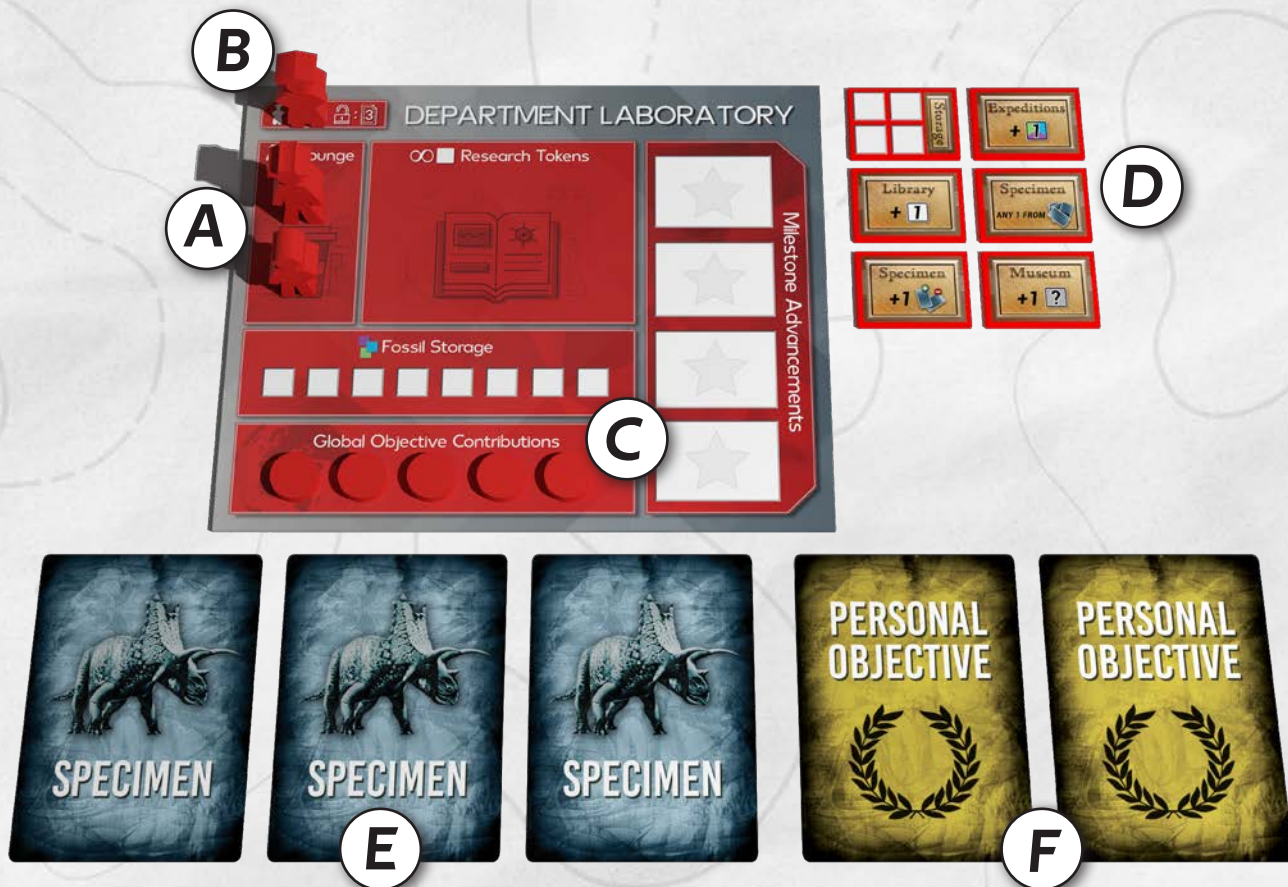 B
: 3
DEPARTMENT LABORATORY
ounge
∞ Research Tokens
Milestone Advancements
A
Fossil Storage
Global Objective Contributions
C
Storage
Expeditions
+ 1
Library
+ 1
Specimen
ANY 1 FROM
Specimen
+1
Museum
+1 ?
D
SPECIMEN
SPECIMEN
SPECIMEN
E
PERSONAL
OBJECTIVE
PERSONAL
OBJECTIVE
F